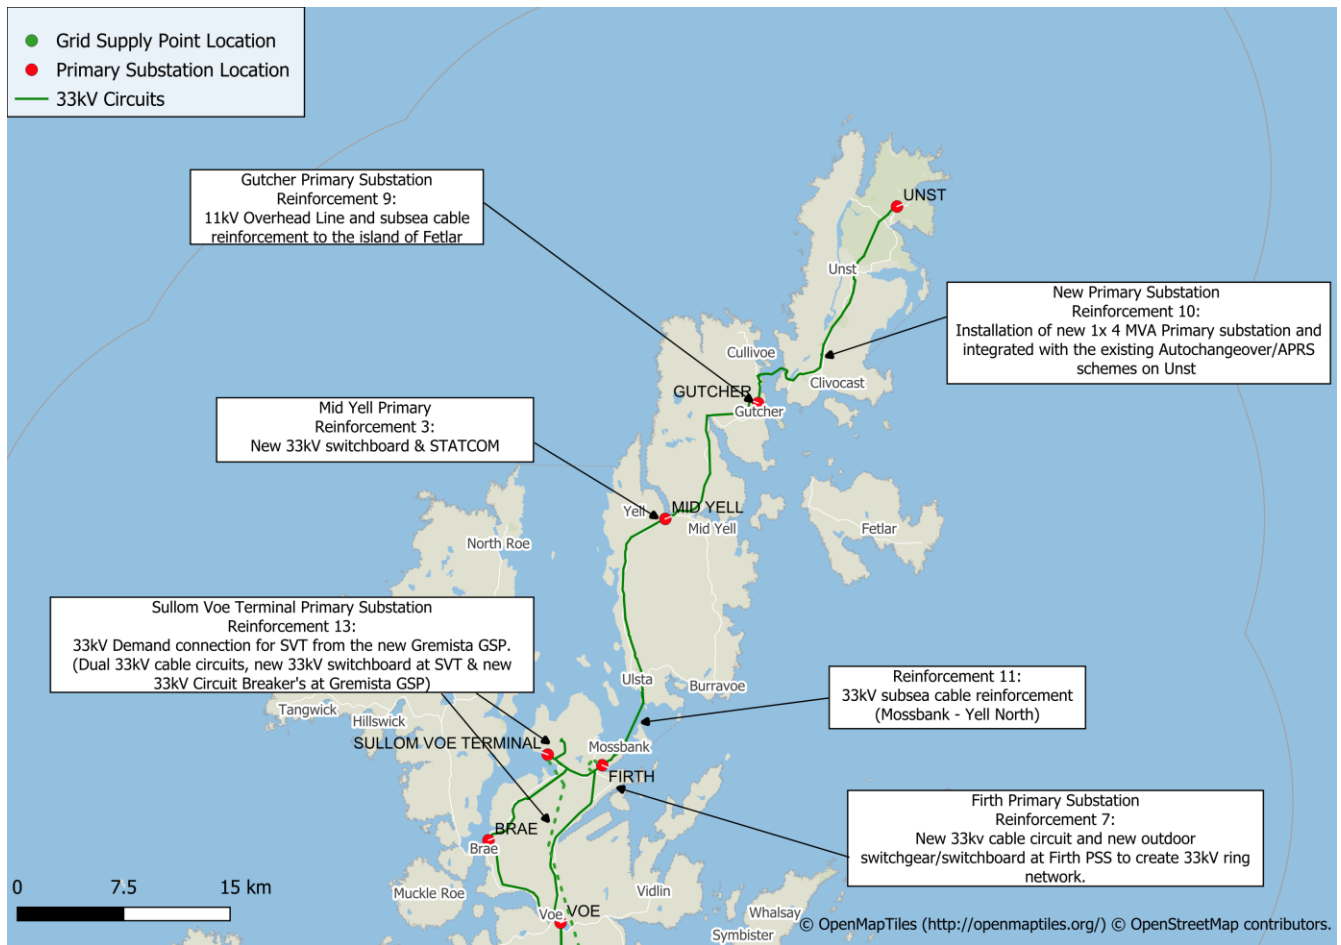 Grid Supply Point Location
Primary Substation Location
33kV Circuits
Gutcher Primary Substation
Reinforcement 9:
11kV Overhead Line and subsea cable
reinforcement to the island of Fetlar
UNST
Unst
New Primary Substation
Reinforcement 10:
Installation of new 1x 4 MVA Primary substation and
integrated with the existing Autochangeover/APRS
schemes on Unst
Cullivoe
Clivocast
GUTCHER
Gutcher
Mid Yell Primary
Reinforcement 3:
New 33kV switchboard & STATCOM
MID YELL
Yell
Mid Yell
Fetlar
North Roe
Sullom Voe Terminal Primary Substation
Reinforcement 13:
33kV Demand connection for SVT from the new Gremista GSP.
(Dual 33kV cable circuits, new 33kV switchboard at SVT & new
33kV Circuit Breaker's at Gremista GSP)
Ulsta
Burravoe
Reinforcement 11:
33kV subsea cable reinforcement
(Mossbank - Yell North)
Tangwick
Hillswick
SULLOM VOE TERMINAL
Mossbank
FIRTH
Firth Primary Substation
Reinforcement 7:
New 33kv cable circuit and new outdoor
switchgear/switchboard at Firth PSS to create 33kV ring
network.
BRAE
Brae
Muckle Roe
Vidlin
Voe
VOE
Whalsay
Symbister
0 7.5 15 km
© OpenMapTiles (http://openmaptiles.org/) © OpenStreetMap contributors.